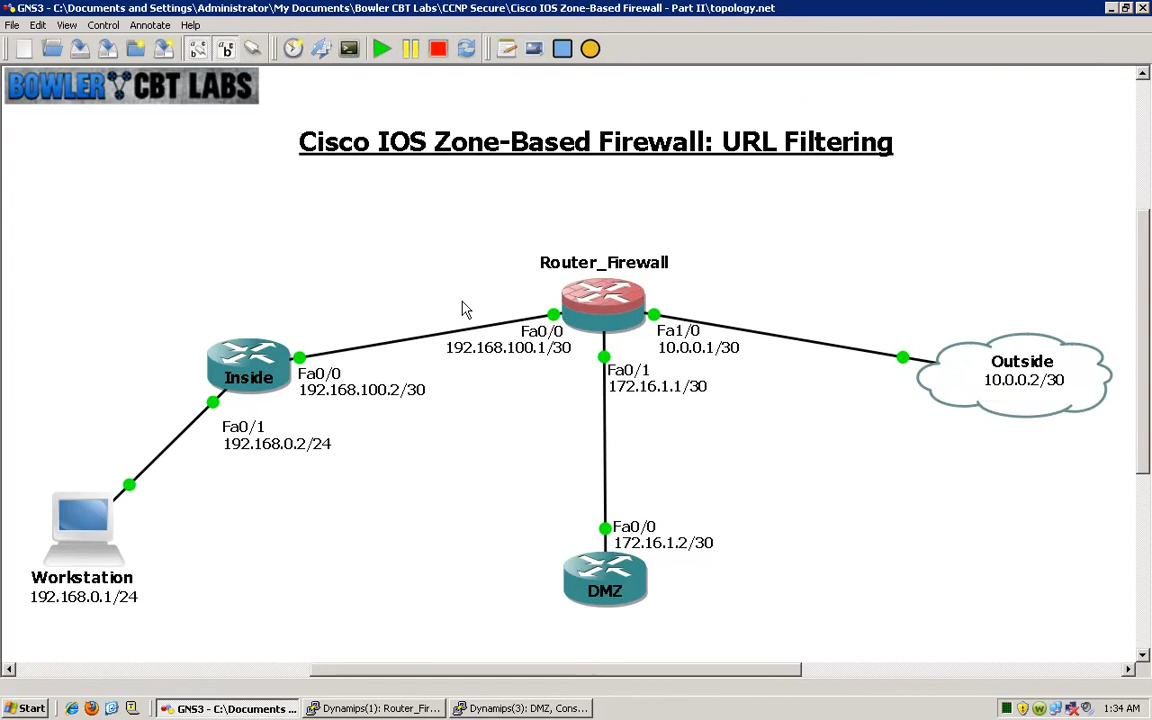 GNS3 - C:\Documents and Settings\Administrator\My Documents\Bowler CBT Labs\CCNP Secure\Cisco IOS Zone-Based Firewall - Part II\topology.net
File Edit View Control Annotate Help
BOWLER CBT LABS
Cisco IOS Zone-Based Firewall: URL Filtering
Router_Firewall
Fa0/0
192.168.100.1/30
Fa1/0
10.0.0.1/30
Fa0/1
172.16.1.1/30
Outside
10.0.0.2/30
Inside
Fa0/0
192.168.100.2/30
Fa0/1
192.168.0.2/24
Fa0/0
172.16.1.2/30
Workstation
192.168.0.1/24
DMZ
Start
GNS3 - C:\Documents ...
Dynamips(1): Router_Fir...
Dynamips(3): DMZ, Cons...
1:34 AM